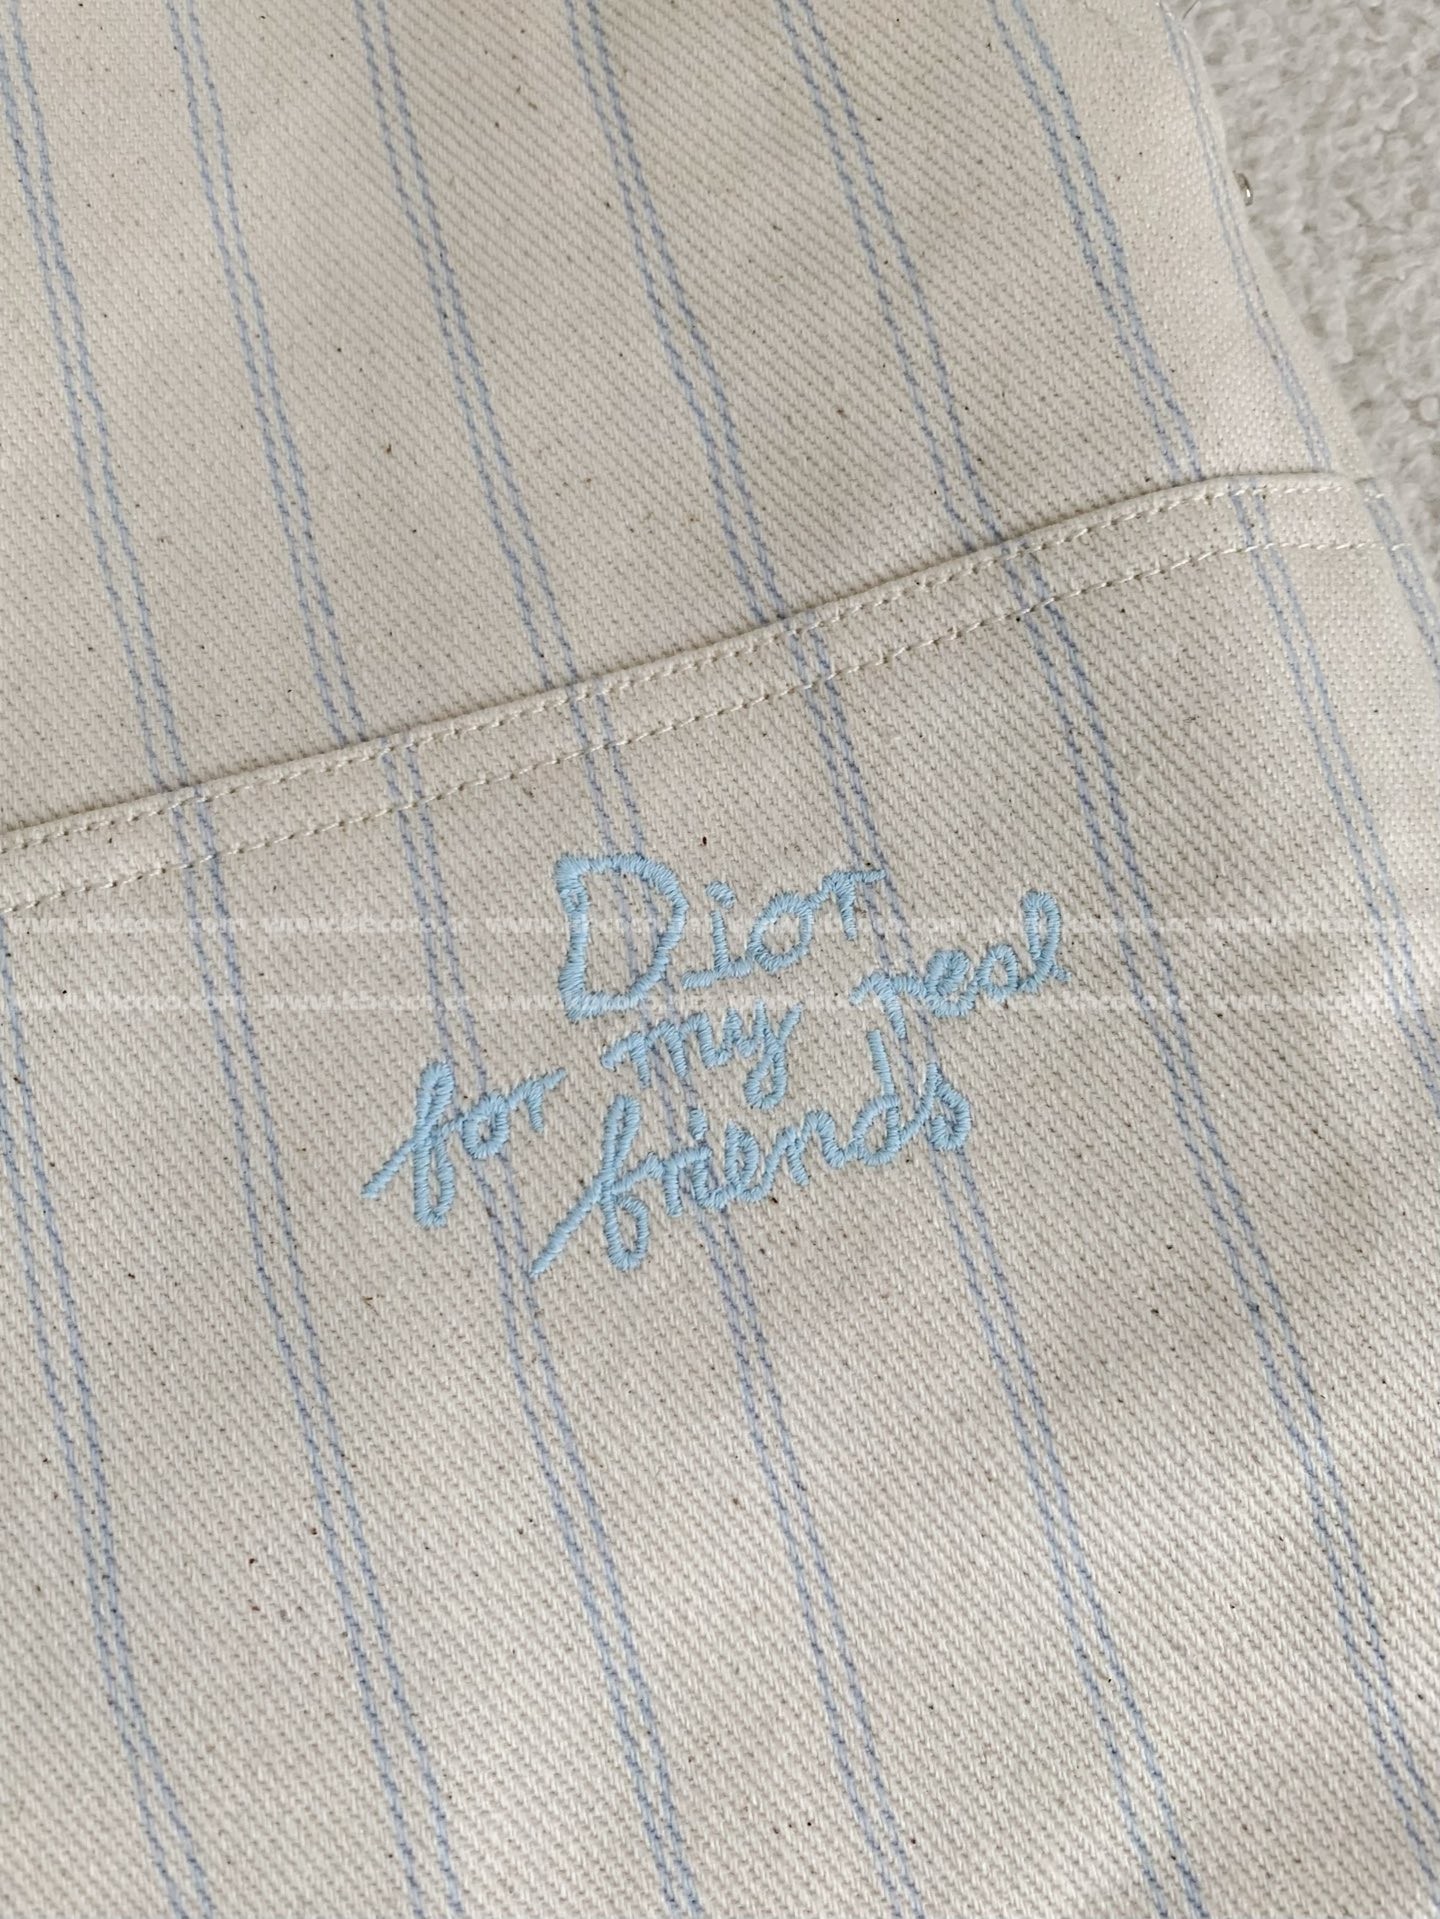 Dior
for my real
friends